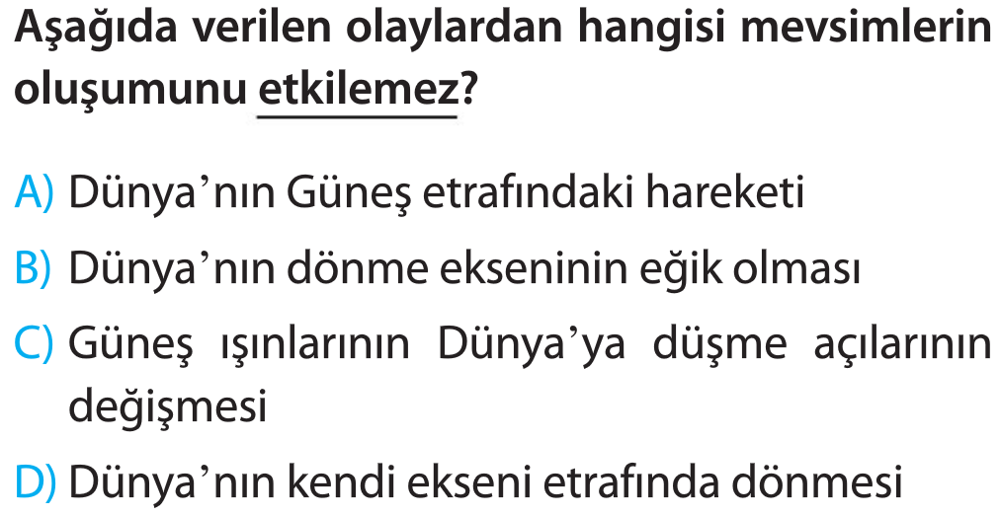 Aşağıda verilen olaylardan hangisi mevsimlerin
oluşumunu etkilemez?
A) Dünya’nın Güneş etrafındaki hareketi
B) Dünya’nın dönme ekseninin eğik olması
C) Güneş ışınlarının Dünya’ya düşme açılarının
değişmesi
D) Dünya’nın kendi ekseni etrafında dönmesi